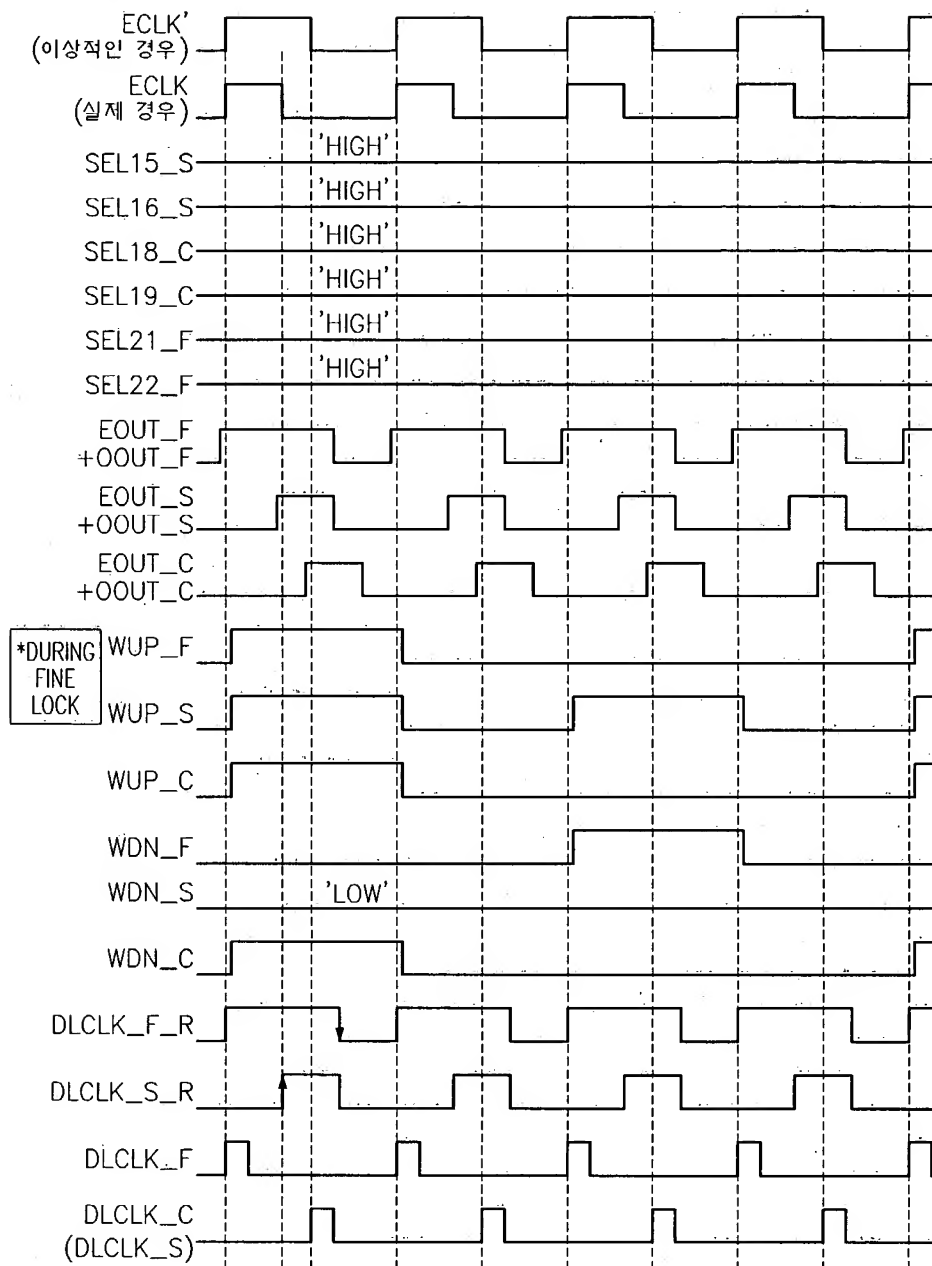 ECLK'
(이상적인 경우)
ECLK
(실제 경우)
SEL15_S 'HIGH'
SEL16_S 'HIGH'
SEL18_C 'HIGH'
SEL19_C 'HIGH'
SEL21_F 'HIGH'
SEL22_F 'HIGH'
EOUT_F
+OOUT_F
EOUT_S
+OOUT_S
EOUT_C
+OOUT_C
*DURING
FINE
LOCK
WUP_F
WUP_S
WUP_C
WDN_F
WDN_S 'LOW'
WDN_C
DLCLK_F_R
DLCLK_S_R
DLCLK_F
DLCLK_C
(DLCLK_S)